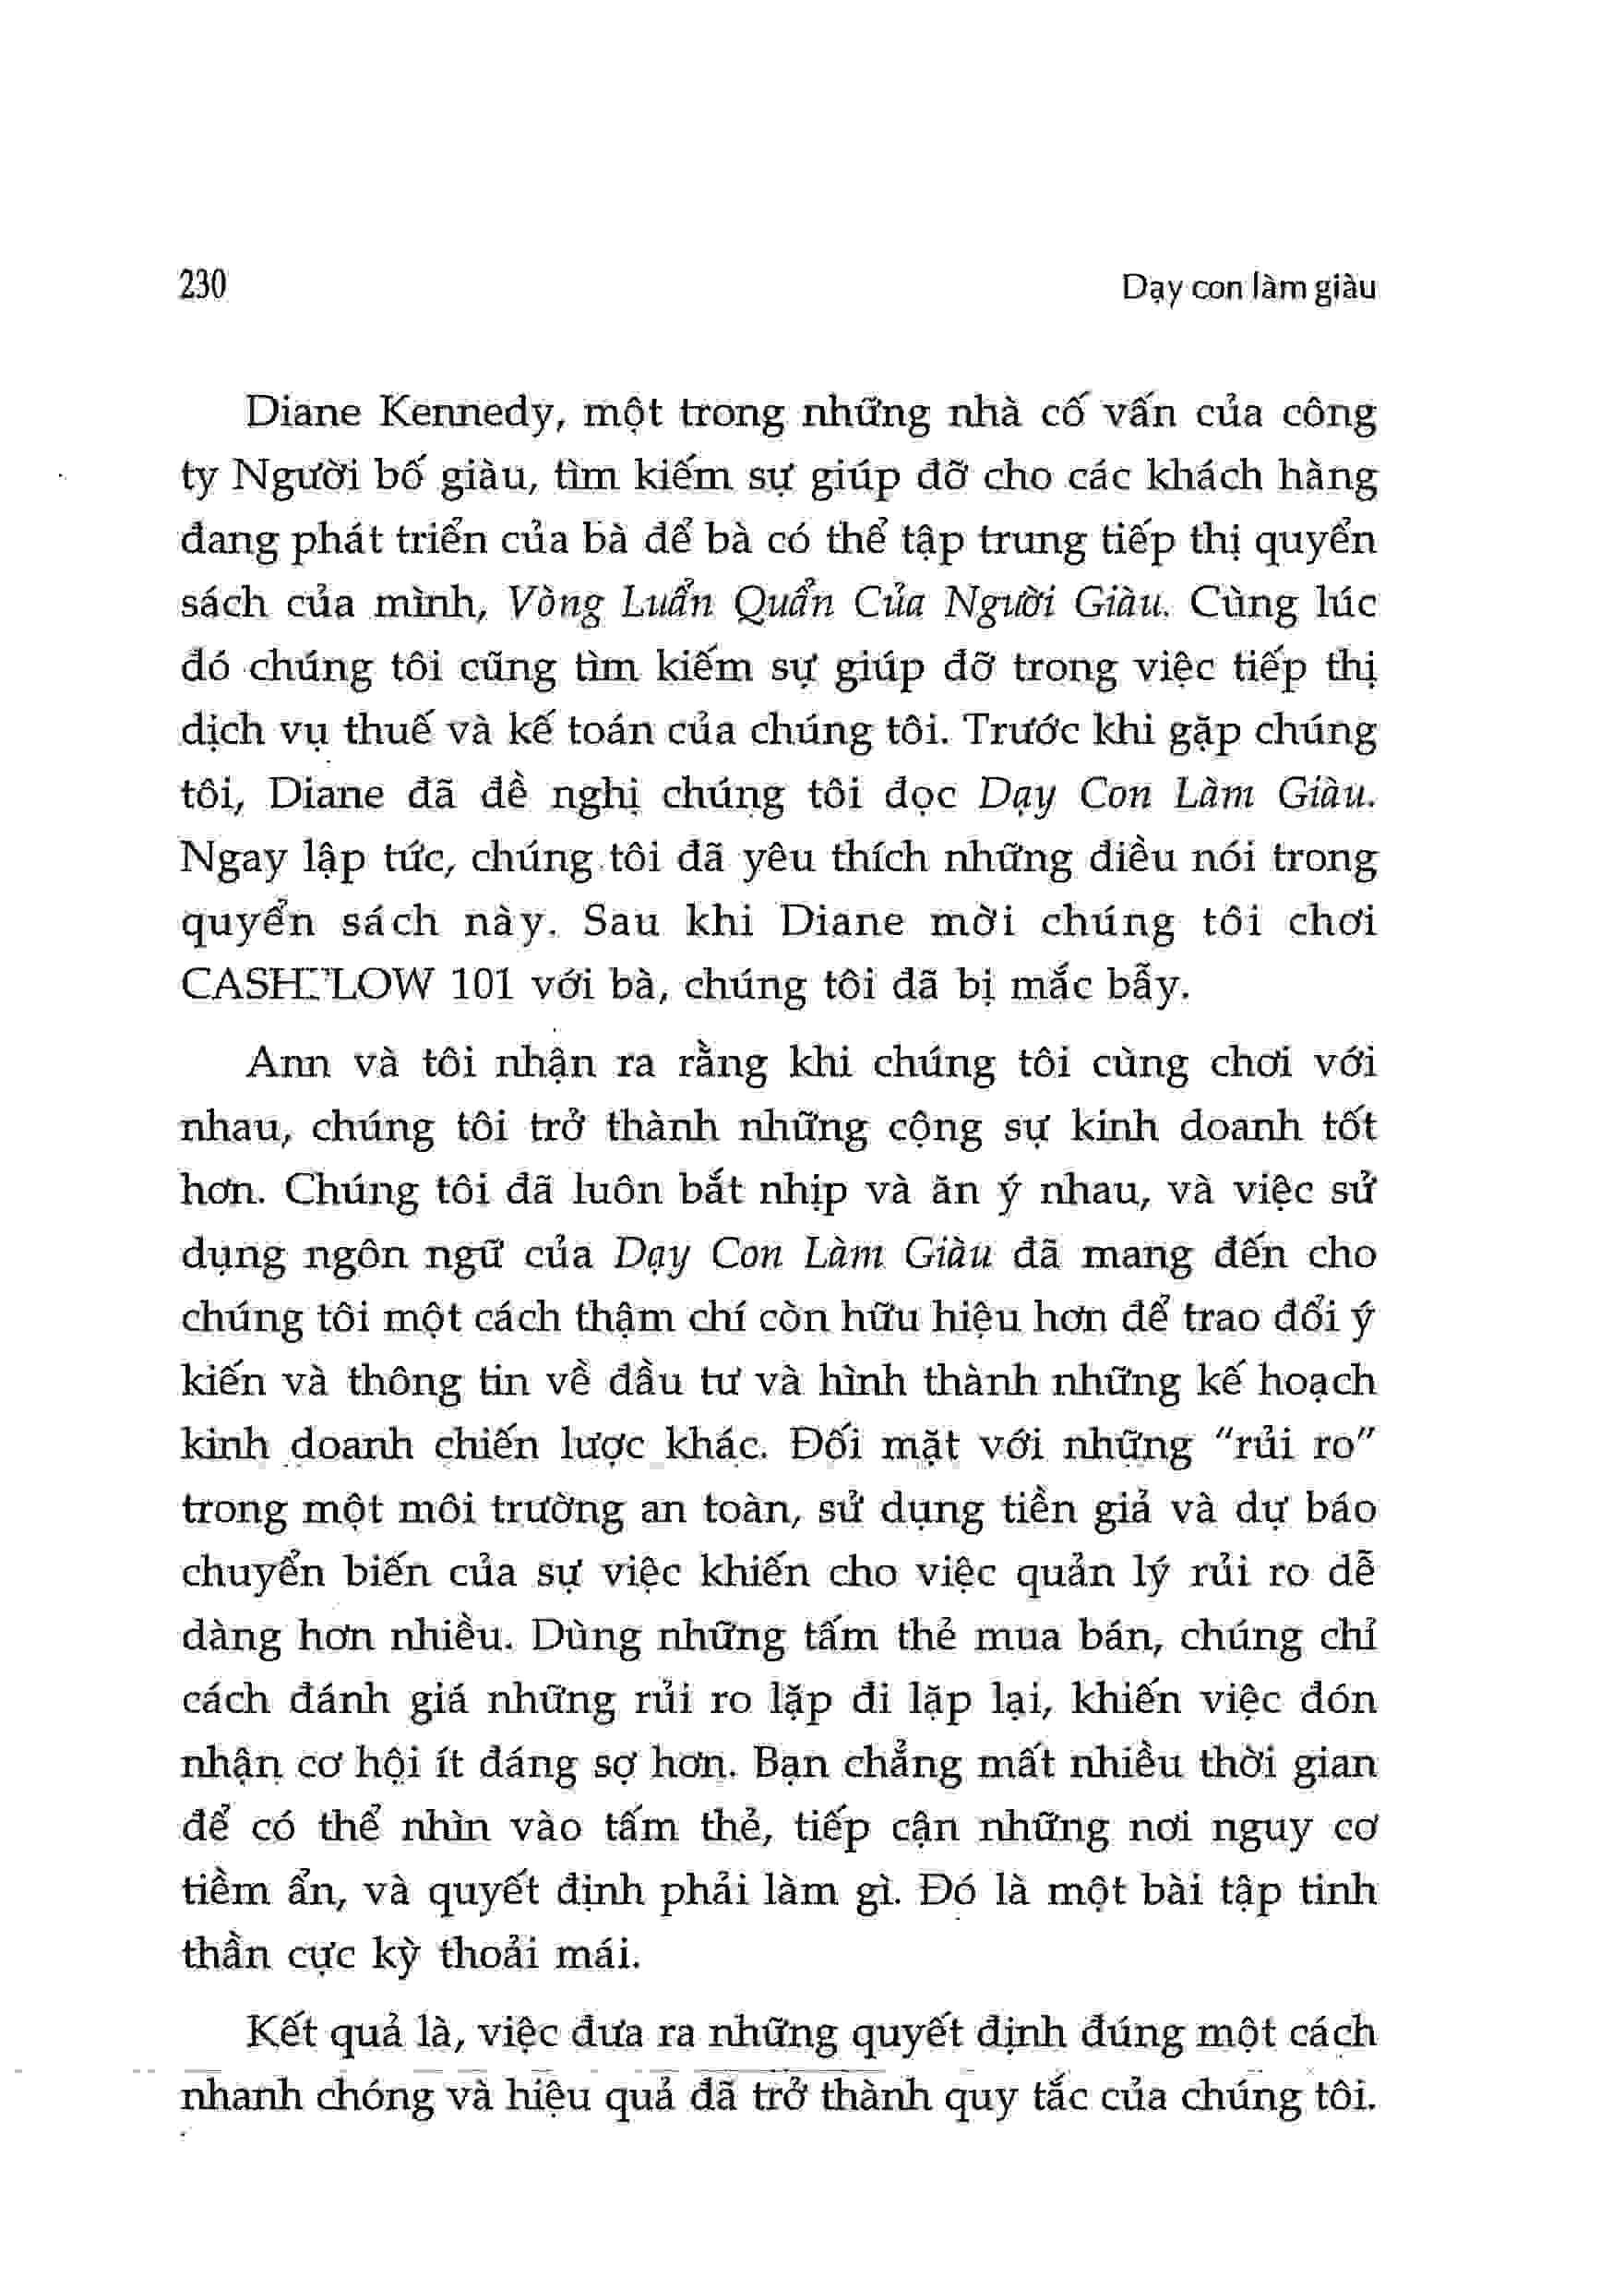 230
Dạy con làm giàu
Diane Kennedy, một trong những nhà cố vấn của công
ty Người bố giàu, tìm kiếm sự giúp đỡ cho các khách hàng
đang phát triển của bà để bà có thể tập trung tiếp thị quyển
sách của mình, Vòng Luẩn Quẩn Của Người Giàu. Cùng lúc
đó chúng tôi cũng tìm kiếm sự giúp đỡ trong việc tiếp thị
dịch vụ thuế và kế toán của chúng tôi. Trước khi gặp chúng
tôi, Diane đã đề nghị chúng tôi đọc Dạy Con Làm Giàu.
Ngay lập tức, chúng tôi đã yêu thích những điều nói trong
quyển sách này. Sau khi Diane mời chúng tôi chơi
CASHFLOW 101 với bà, chúng tôi đã bị mắc bẫy.
Ann và tôi nhận ra rằng khi chúng tôi cùng chơi với
nhau, chúng tôi trở thành những cộng sự kinh doanh tốt
hơn. Chúng tôi đã luôn bắt nhịp và ăn ý nhau, và việc sử
dụng ngôn ngữ của Dạy Con Làm Giàu đã mang đến cho
chúng tôi một cách thậm chí còn hữu hiệu hơn để trao đổi ý
kiến và thông tin về đầu tư và hình thành những kế hoạch
kinh doanh chiến lược khác. Đối mặt với những "rủi ro"
trong một môi trường an toàn, sử dụng tiền giả và dự báo
chuyển biến của sự việc khiến cho việc quản lý rủi ro dễ
dàng hơn nhiều. Dùng những tấm thẻ mua bán, chúng chỉ
cách đánh giá những rủi ro lặp đi lặp lại, khiến việc đón
nhận cơ hội ít đáng sợ hơn. Bạn chẳng mất nhiều thời gian
để có thể nhìn vào tấm thẻ, tiếp cận những nơi nguy cơ
tiềm ẩn, và quyết định phải làm gì. Đó là một bài tập tinh
thần cực kỳ thoải mái.
Kết quả là, việc đưa ra những quyết định đúng một cách
nhanh chóng và hiệu quả đã trở thành quy tắc của chúng tôi.